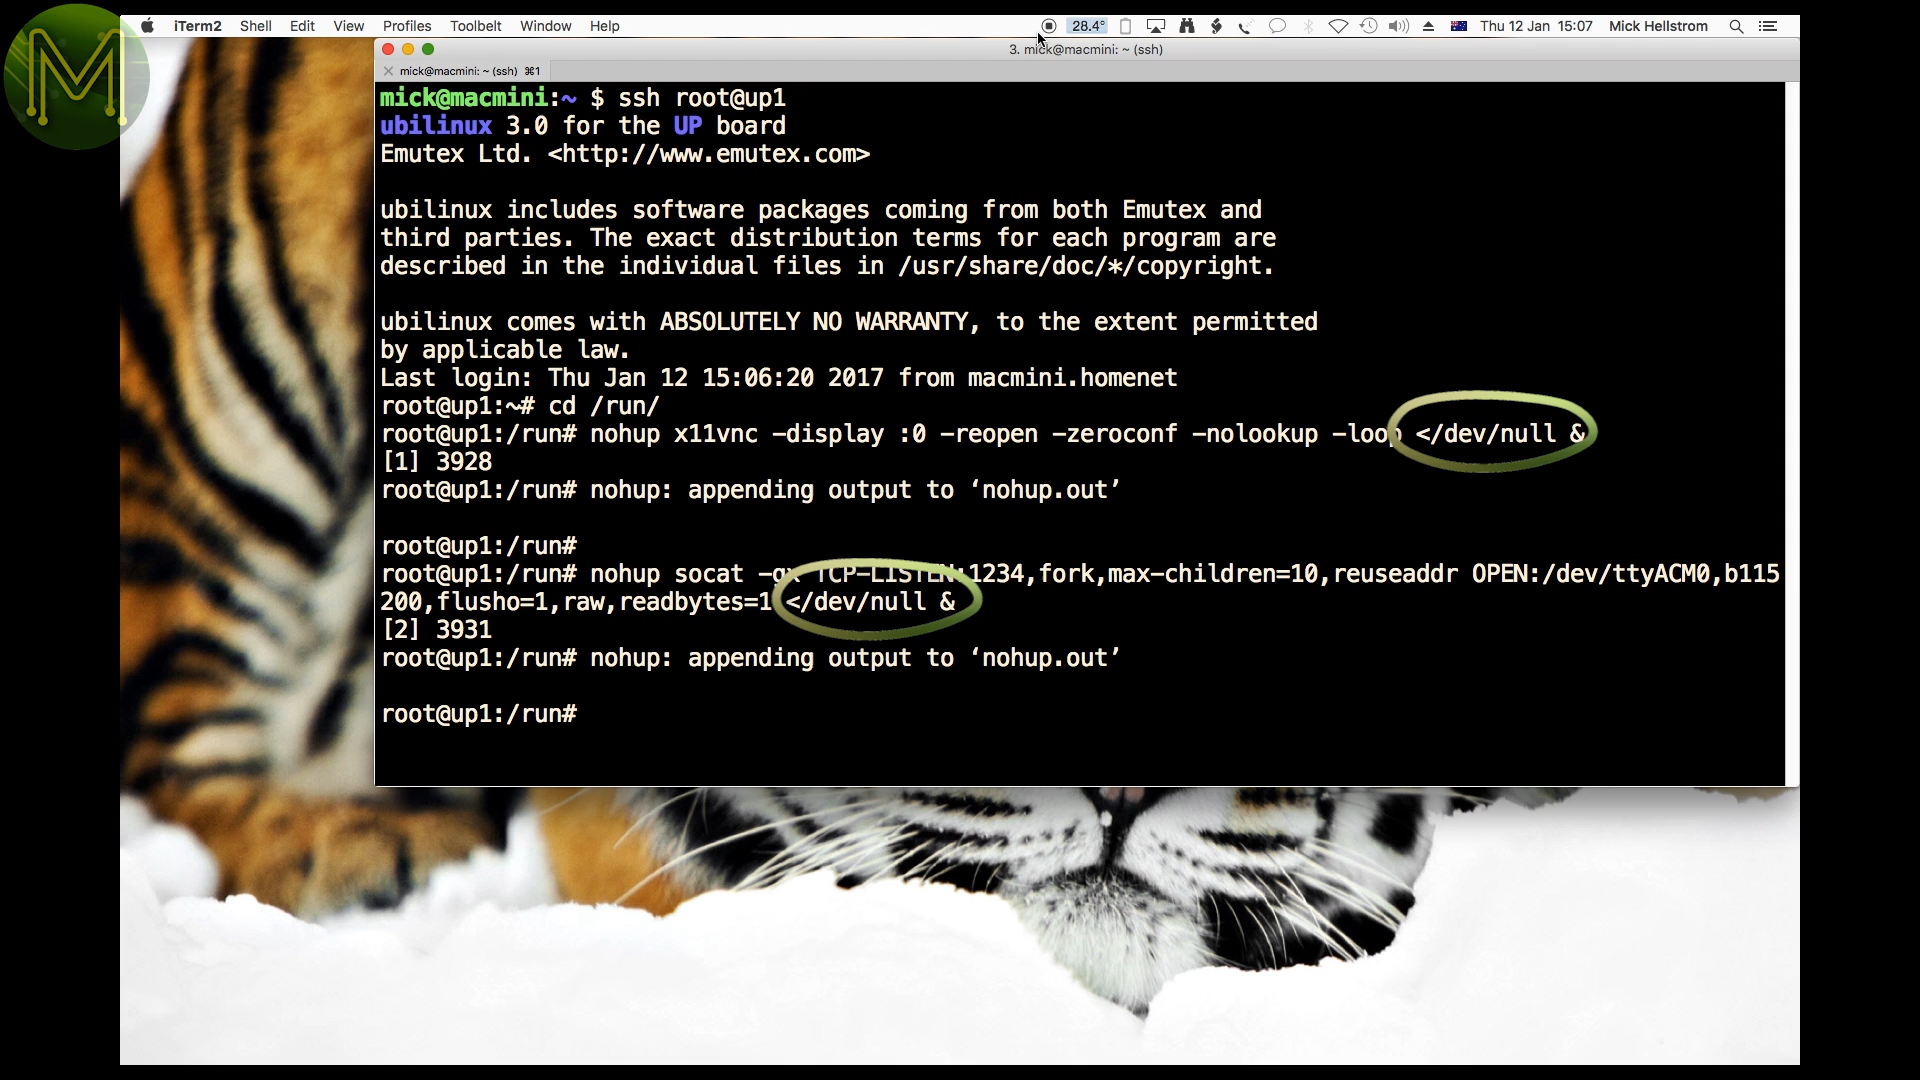 M
iTerm2 Shell Edit View Profiles Toolbelt Window Help 28.4° Thu 12 Jan 15:07 Mick Hellstrom
3. mick@macmini: ~ (ssh)
mick@macmini: ~ (ssh) ⌘1
mick@macmini:~ $ ssh root@up1
ubilinux 3.0 for the UP board
Emutex Ltd. <http://www.emutex.com>
ubilinux includes software packages coming from both Emutex and
third parties. The exact distribution terms for each program are
described in the individual files in /usr/share/doc/*/copyright.
ubilinux comes with ABSOLUTELY NO WARRANTY, to the extent permitted
by applicable law.
Last login: Thu Jan 12 15:06:20 2017 from macmini.homenet
root@up1:~# cd /run/
root@up1:/run# nohup x11vnc -display :0 -reopen -zeroconf -nolookup -loop </dev/null &
[1] 3928
root@up1:/run# nohup: appending output to ‘nohup.out’
root@up1:/run#
root@up1:/run# nohup socat -gx TCP-LISTEN:1234,fork,max-children=10,reuseaddr OPEN:/dev/ttyACM0,b115
200,flusho=1,raw,readbytes=1 </dev/null &
[2] 3931
root@up1:/run# nohup: appending output to ‘nohup.out’
root@up1:/run#